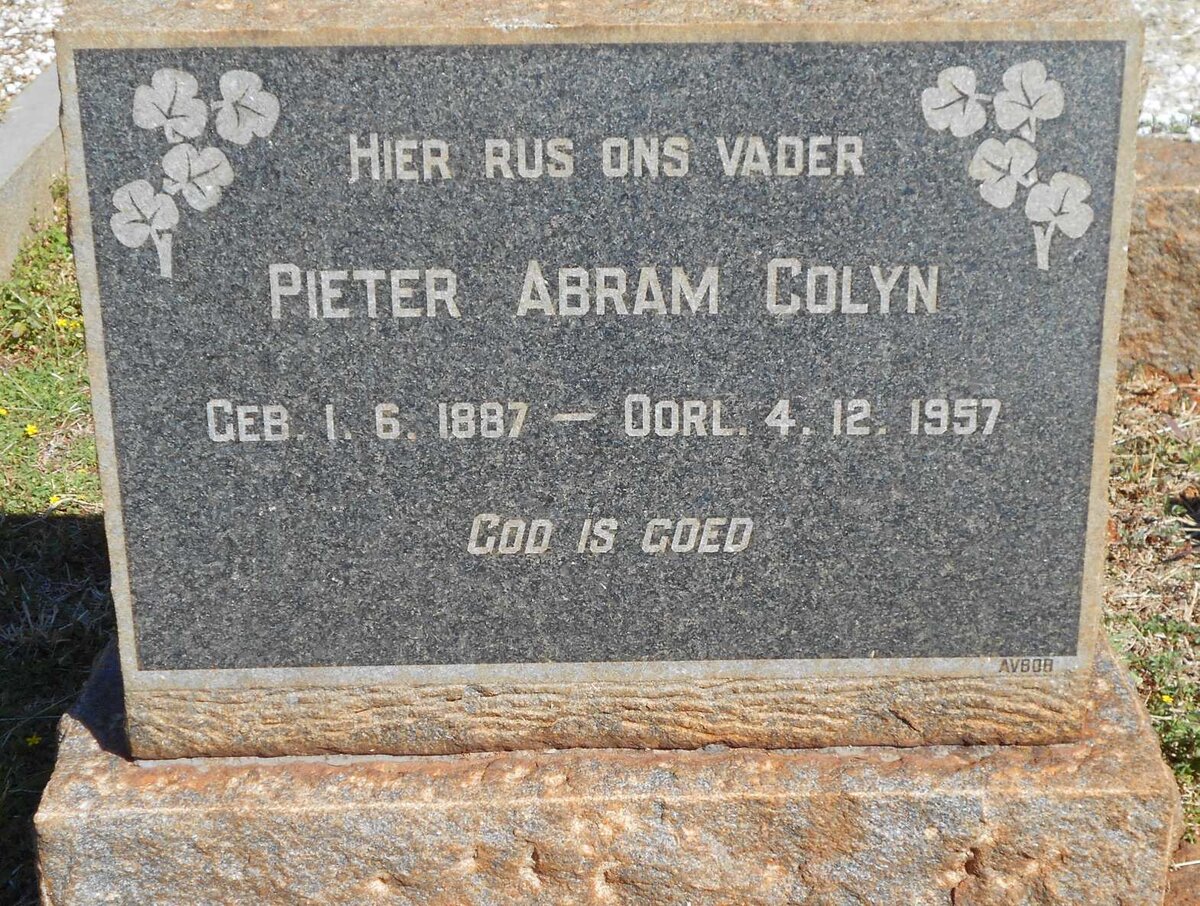 HIER RUS ONS VADER
PIETER ABRAM COLYN
GEB. 1. 6. 1887 — OORL. 4. 12. 1957
GOD IS GOED
AVBOB